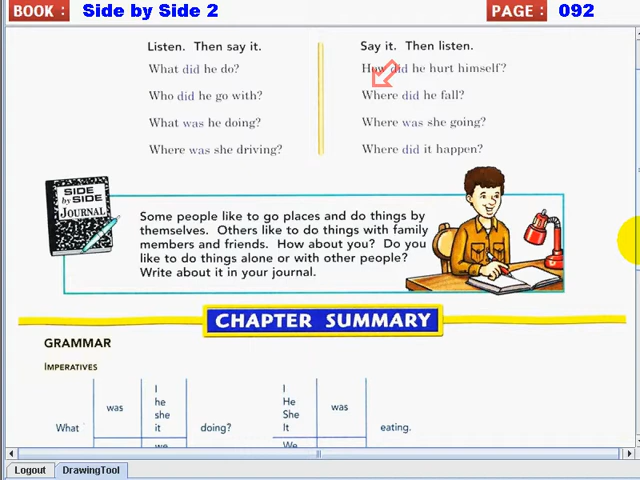 BOOK : Side by Side 2 PAGE : 092
Listen. Then say it.
What did he do?
Who did he go with?
What was he doing?
Where was she driving?
Say it. Then listen.
How did he hurt himself?
Where did he fall?
Where was she going?
Where did it happen?
SIDE
by SIDE
JOURNAL
Some people like to go places and do things by
themselves. Others like to do things with family
members and friends. How about you? Do you
like to do things alone or with other people?
Write about it in your journal.
CHAPTER SUMMARY
GRAMMAR
IMPERATIVES
What
was
I
he
she
it
doing?
we
I
He
She
It
was
eating.
We
Logout DrawingTool